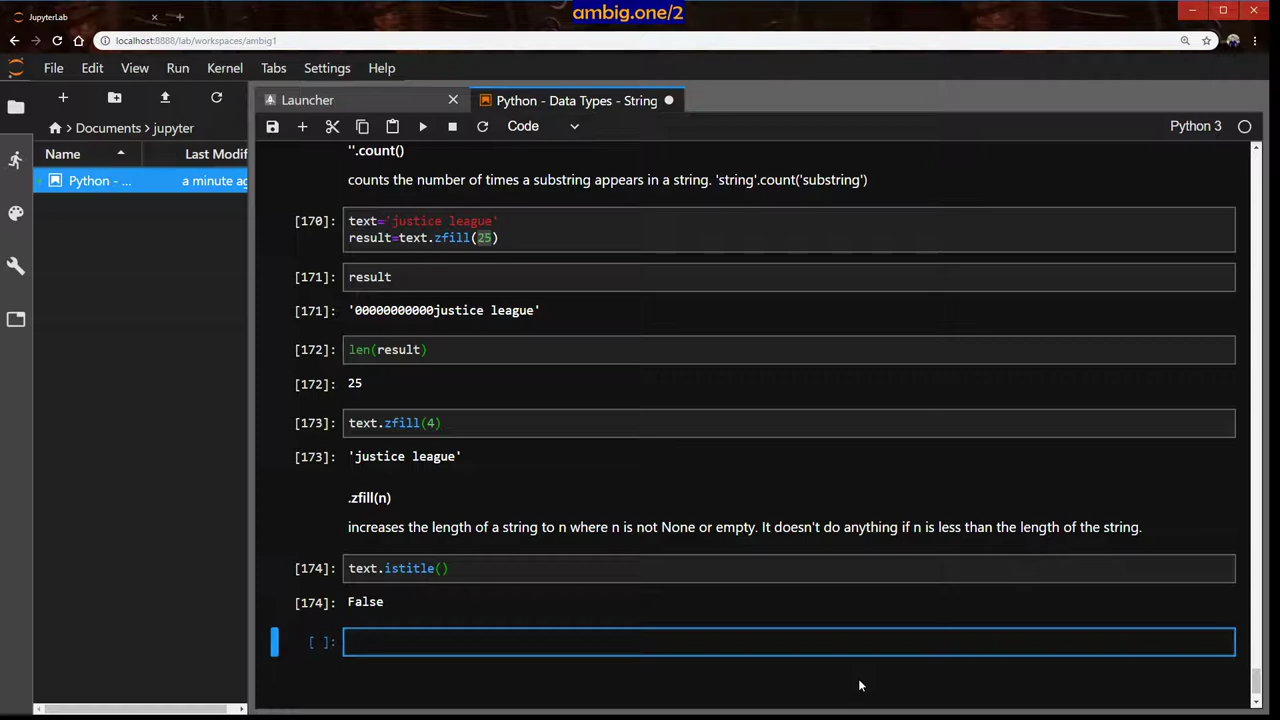 ambig.one/2
JupyterLab
localhost:8888/lab/workspaces/ambig1
File Edit View Run Kernel Tabs Settings Help
Launcher
Python - Data Types - String
Code
Python 3
Documents
jupyter
Name Last Modif
Python - ... a minute ag
''.count()
counts the number of times a substring appears in a string. 'string'.count('substring')
[170]: text='justice league'
result=text.zfill(25)
[171]: result
[171]: '00000000000justice league'
[172]: len(result)
[172]: 25
[173]: text.zfill(4)
[173]: 'justice league'
.zfill(n)
increases the length of a string to n where n is not None or empty. It doesn't do anything if n is less than the length of the string.
[174]: text.istitle()
[174]: False
[ ]: